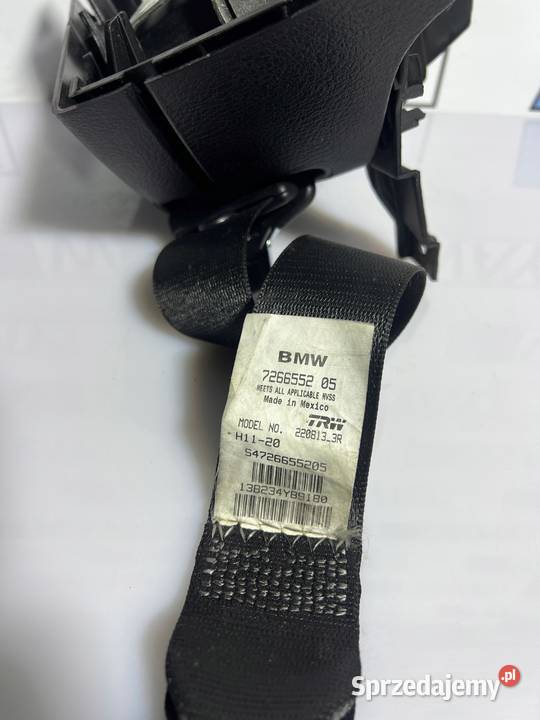 BMW
7266552 05
MEETS ALL APPLICABLE MVSS
Made in Mexico
TRW
MODEL NO. 220813_3R
H11-20
S4726655205
138234Y89180
Sprzedajemy.pl